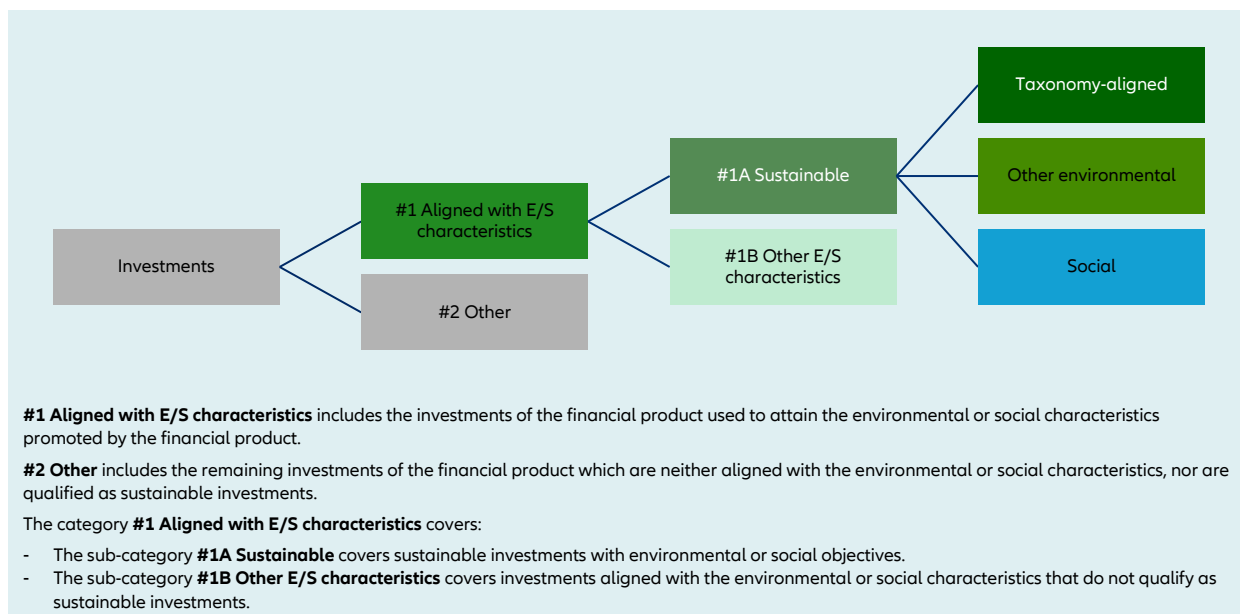 Taxonomy-aligned
#1A Sustainable
Other environmental
#1 Aligned with E/S
characteristics
#1B Other E/S
characteristics
Investments
Social
#2 Other
#1 Aligned with E/S characteristics includes the investments of the financial product used to attain the environmental or social characteristics
promoted by the financial product.
#2 Other includes the remaining investments of the financial product which are neither aligned with the environmental or social characteristics, nor are
qualified as sustainable investments.
The category #1 Aligned with E/S characteristics covers:
- The sub-category #1A Sustainable covers sustainable investments with environmental or social objectives.
- The sub-category #1B Other E/S characteristics covers investments aligned with the environmental or social characteristics that do not qualify as
sustainable investments.